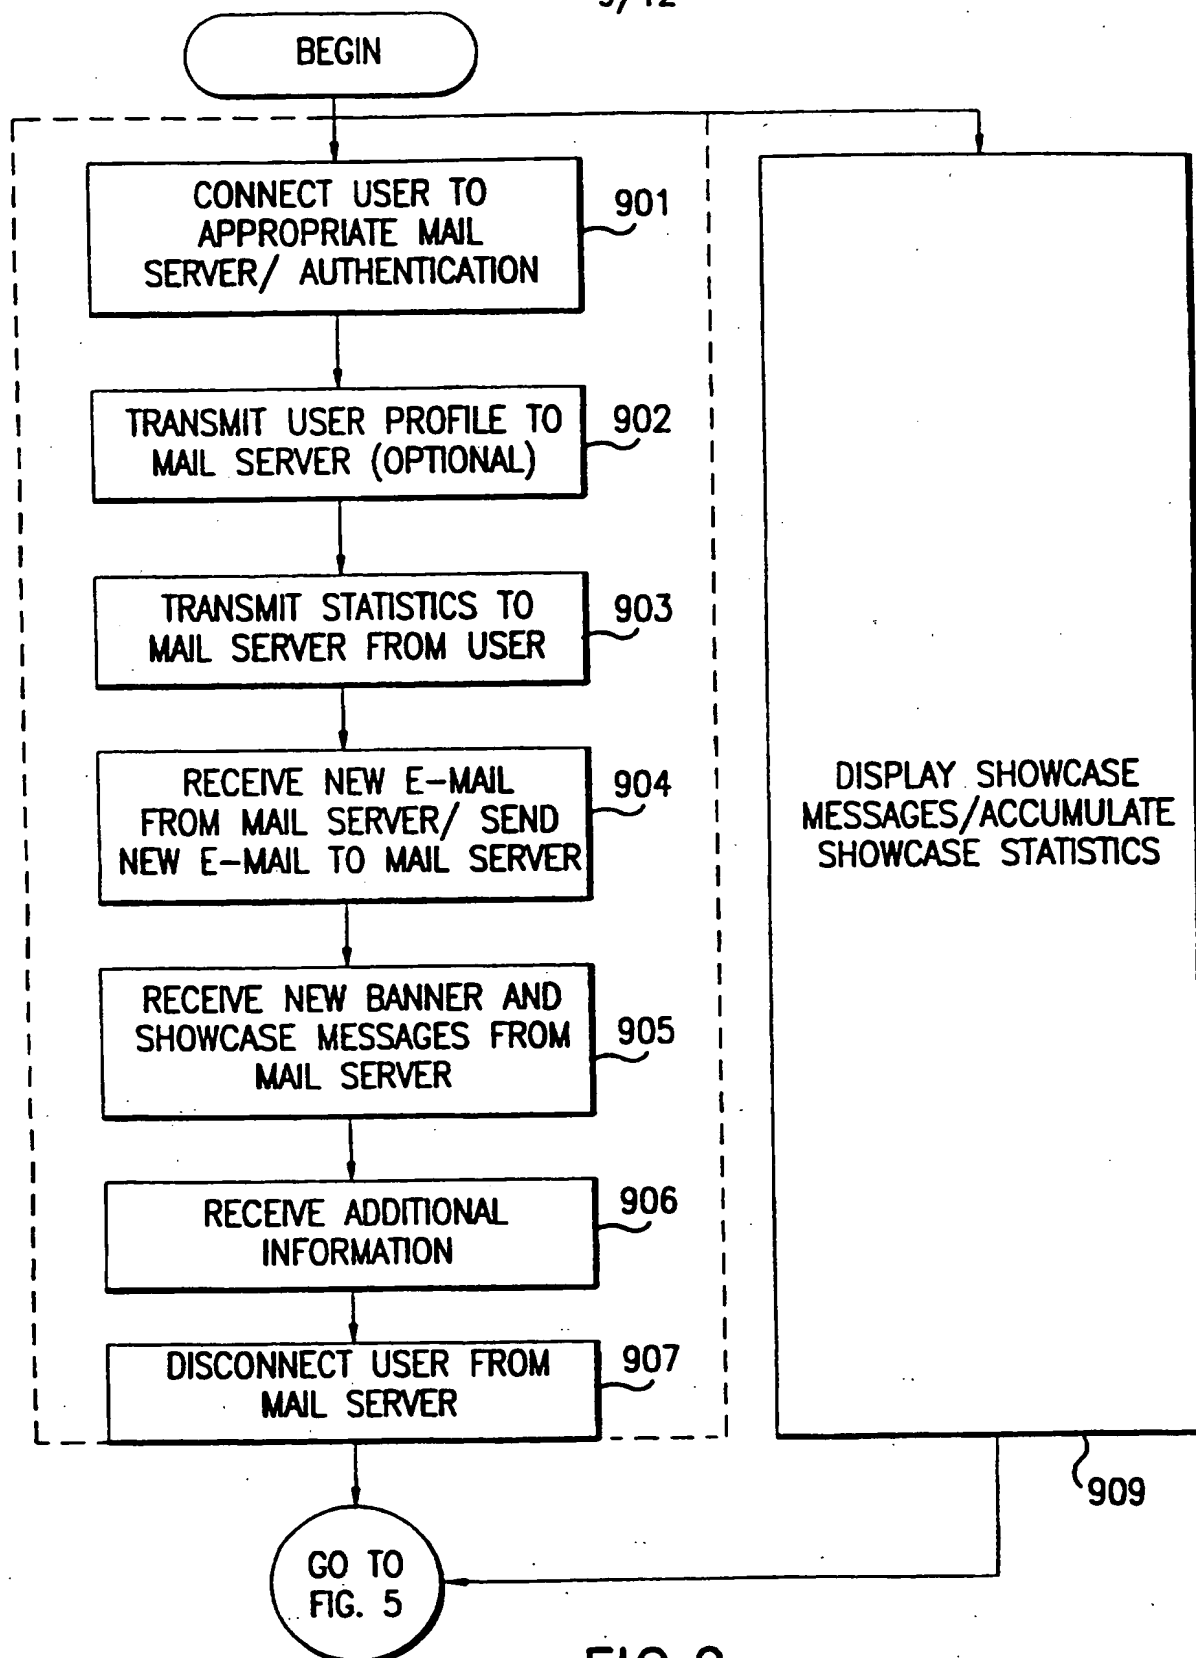 BEGIN
CONNECT USER TO
APPROPRIATE MAIL
SERVER/ AUTHENTICATION
901
TRANSMIT USER PROFILE TO
MAIL SERVER (OPTIONAL)
902
TRANSMIT STATISTICS TO
MAIL SERVER FROM USER
903
RECEIVE NEW E-MAIL
FROM MAIL SERVER/ SEND
NEW E-MAIL TO MAIL SERVER
904
RECEIVE NEW BANNER AND
SHOWCASE MESSAGES FROM
MAIL SERVER
905
RECEIVE ADDITIONAL
INFORMATION
906
DISCONNECT USER FROM
MAIL SERVER
907
DISPLAY SHOWCASE
MESSAGES/ACCUMULATE
SHOWCASE STATISTICS
909
GO TO
FIG. 5